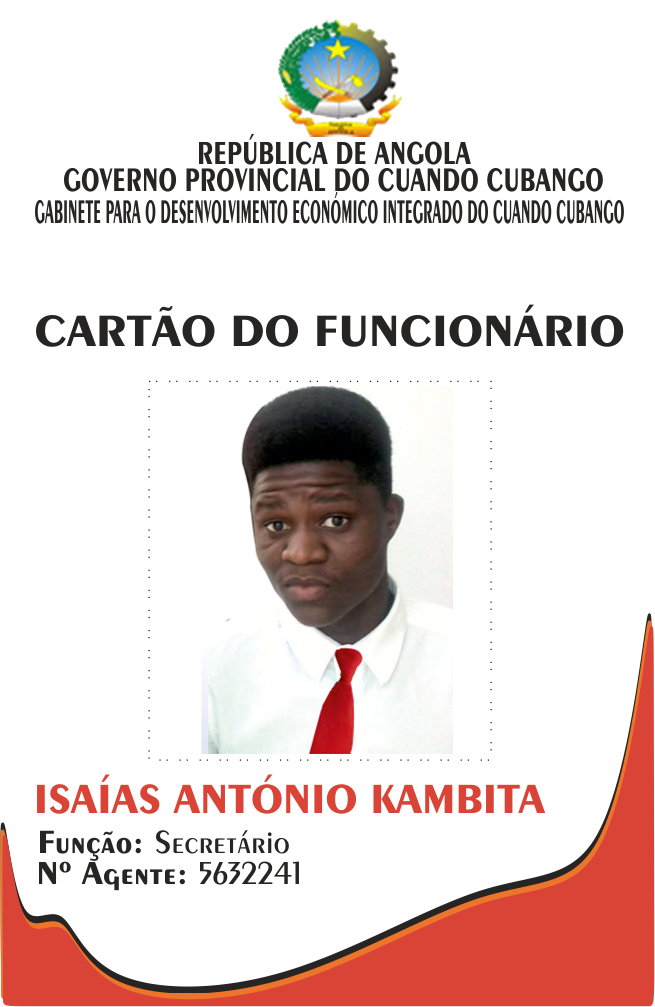 REPÚBLICA DE ANGOLA
GOVERNO PROVINCIAL DO CUANDO CUBANGO
GABINETE PARA O DESENVOLVIMENTO ECONÓMICO INTEGRADO DO CUANDO CUBANGO
CARTÃO DO FUNCIONÁRIO
ISAÍAS ANTÓNIO KAMBITA
FUNÇÃO: SECRETÁRIO
Nº AGENTE: 5632241